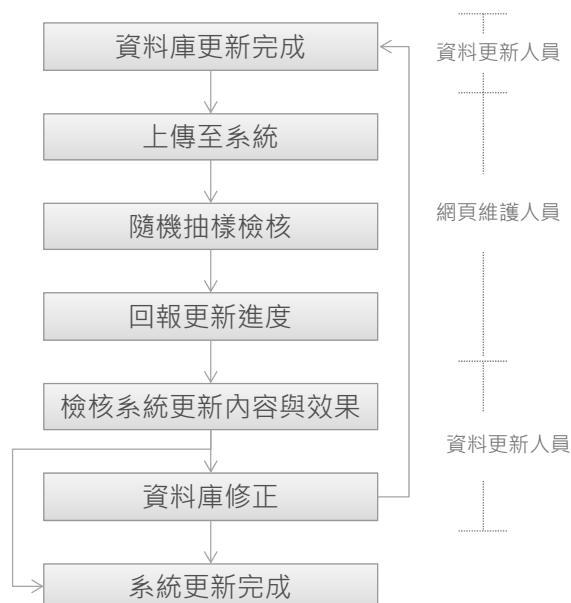 資料庫更新完成
資料更新人員
上傳至系統
隨機抽樣檢核
網頁維護人員
回報更新進度
檢核系統更新內容與效果
資料更新人員
資料庫修正
系統更新完成